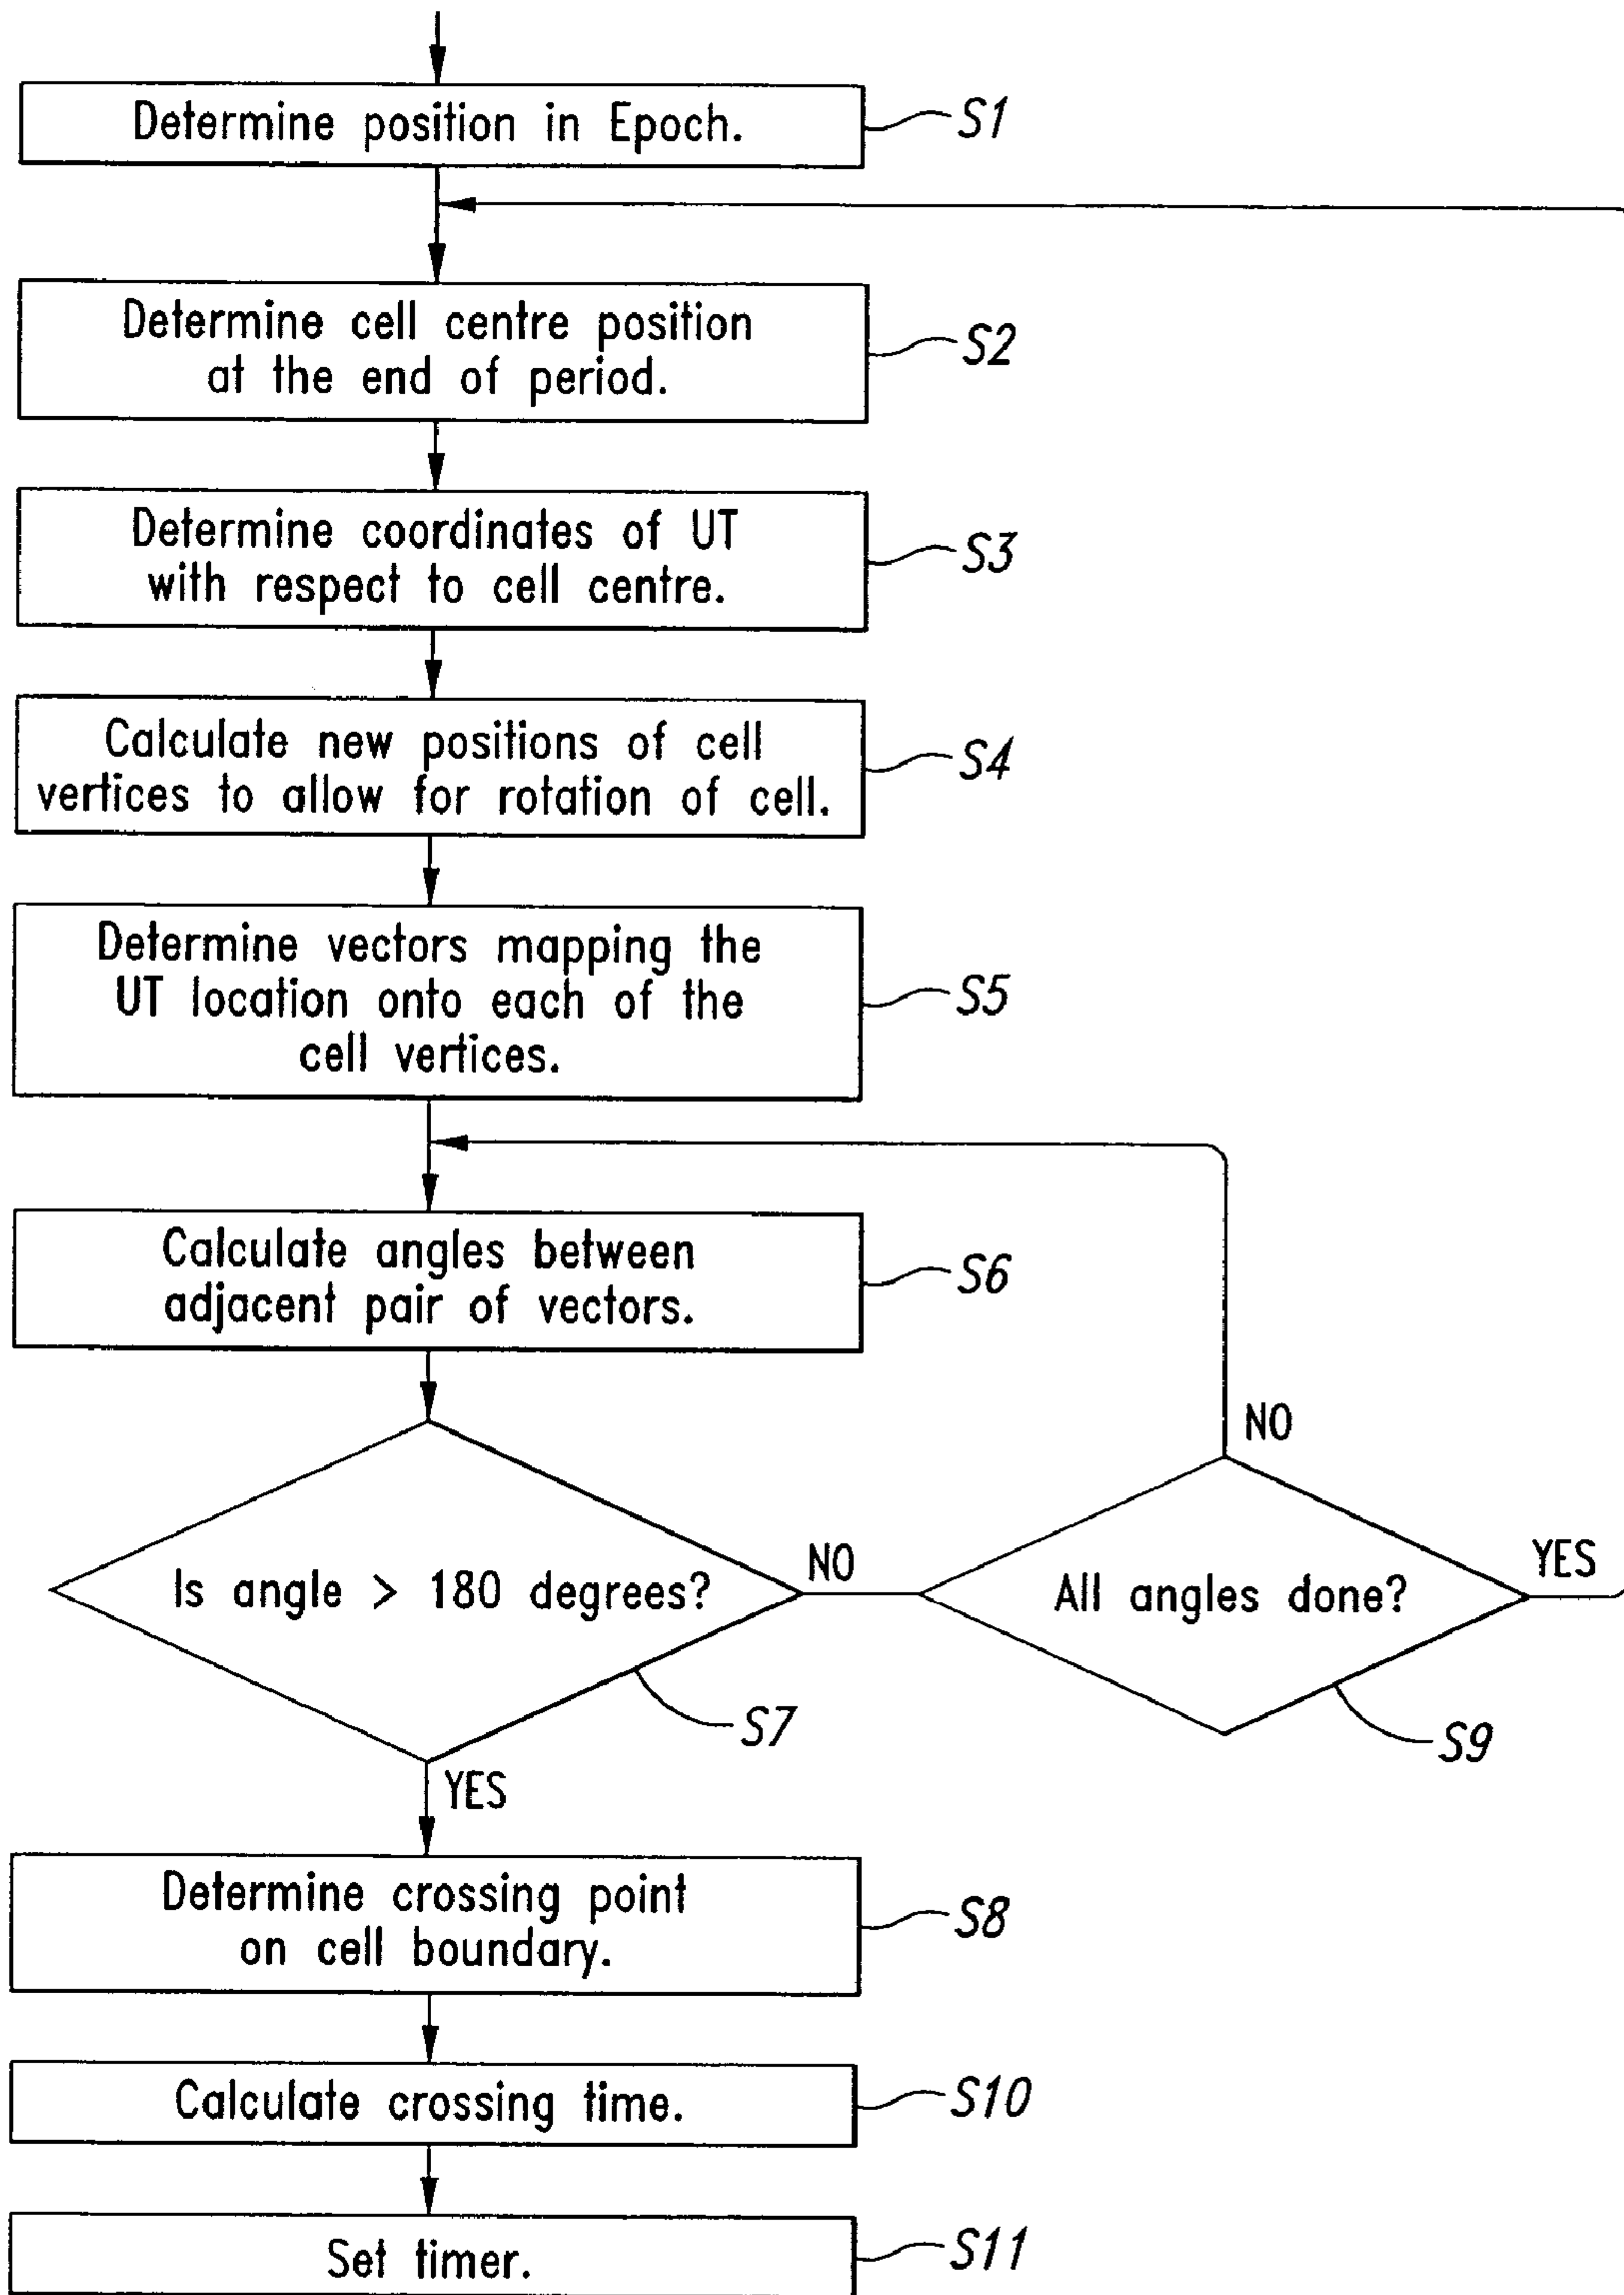 Determine position in Epoch.
S1
Determine cell centre position
at the end of period.
S2
Determine coordinates of UT
with respect to cell centre.
S3
Calculate new positions of cell
vertices to allow for rotation of cell.
S4
Determine vectors mapping the
UT location onto each of the
cell vertices.
S5
Calculate angles between
adjacent pair of vectors.
S6
Is angle > 180 degrees?
S7
NO
All angles done?
S9
NO
YES
YES
Determine crossing point
on cell boundary.
S8
Calculate crossing time.
S10
Set timer.
S11